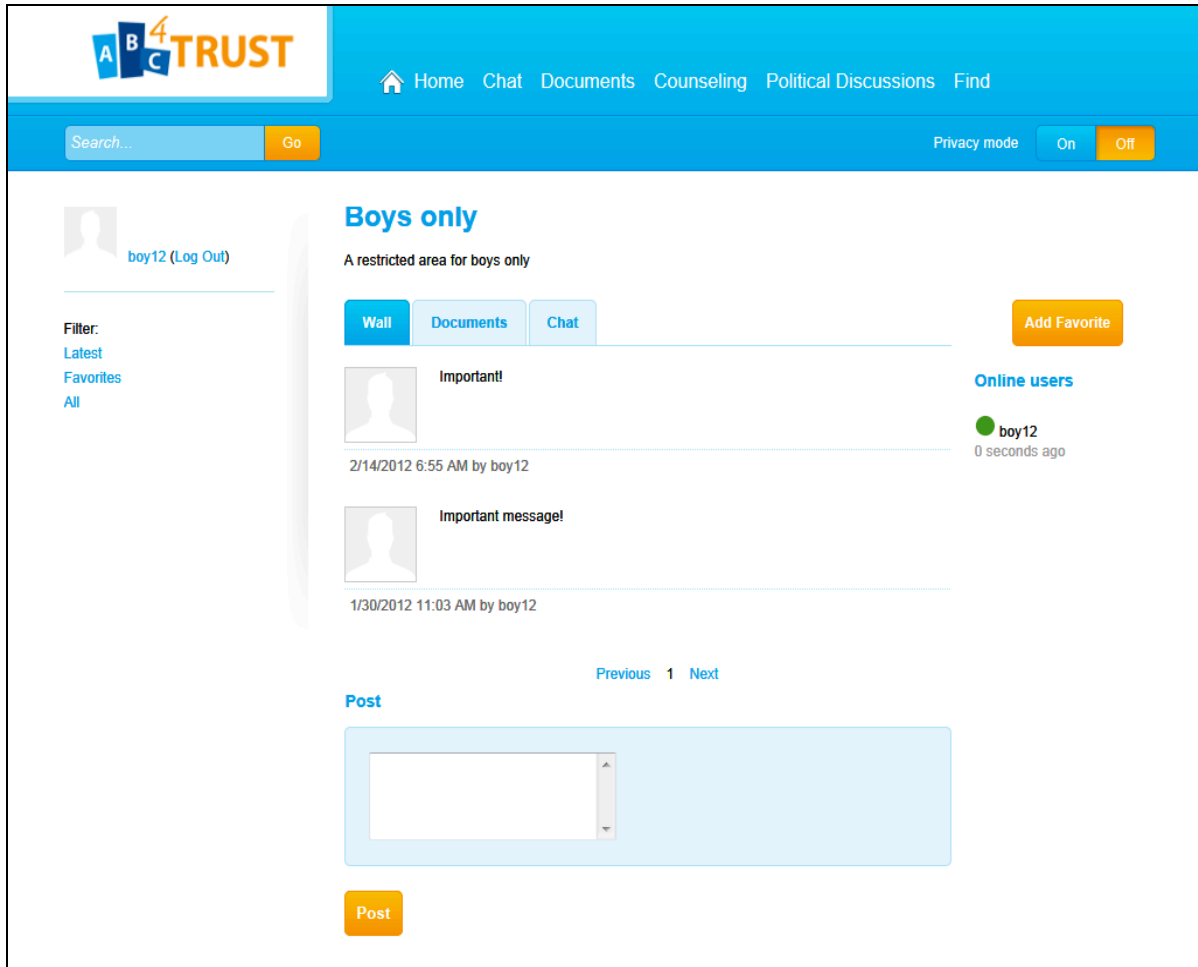 ABC4TRUST
Home Chat Documents Counseling Political Discussions Find
Search... Go Privacy mode On Off
boy12 (Log Out)
Filter:
Latest
Favorites
All
Boys only
A restricted area for boys only
Wall Documents Chat
Add Favorite
Important!
2/14/2012 6:55 AM by boy12
Important message!
1/30/2012 11:03 AM by boy12
Previous 1 Next
Online users
boy12
0 seconds ago
Post
Post